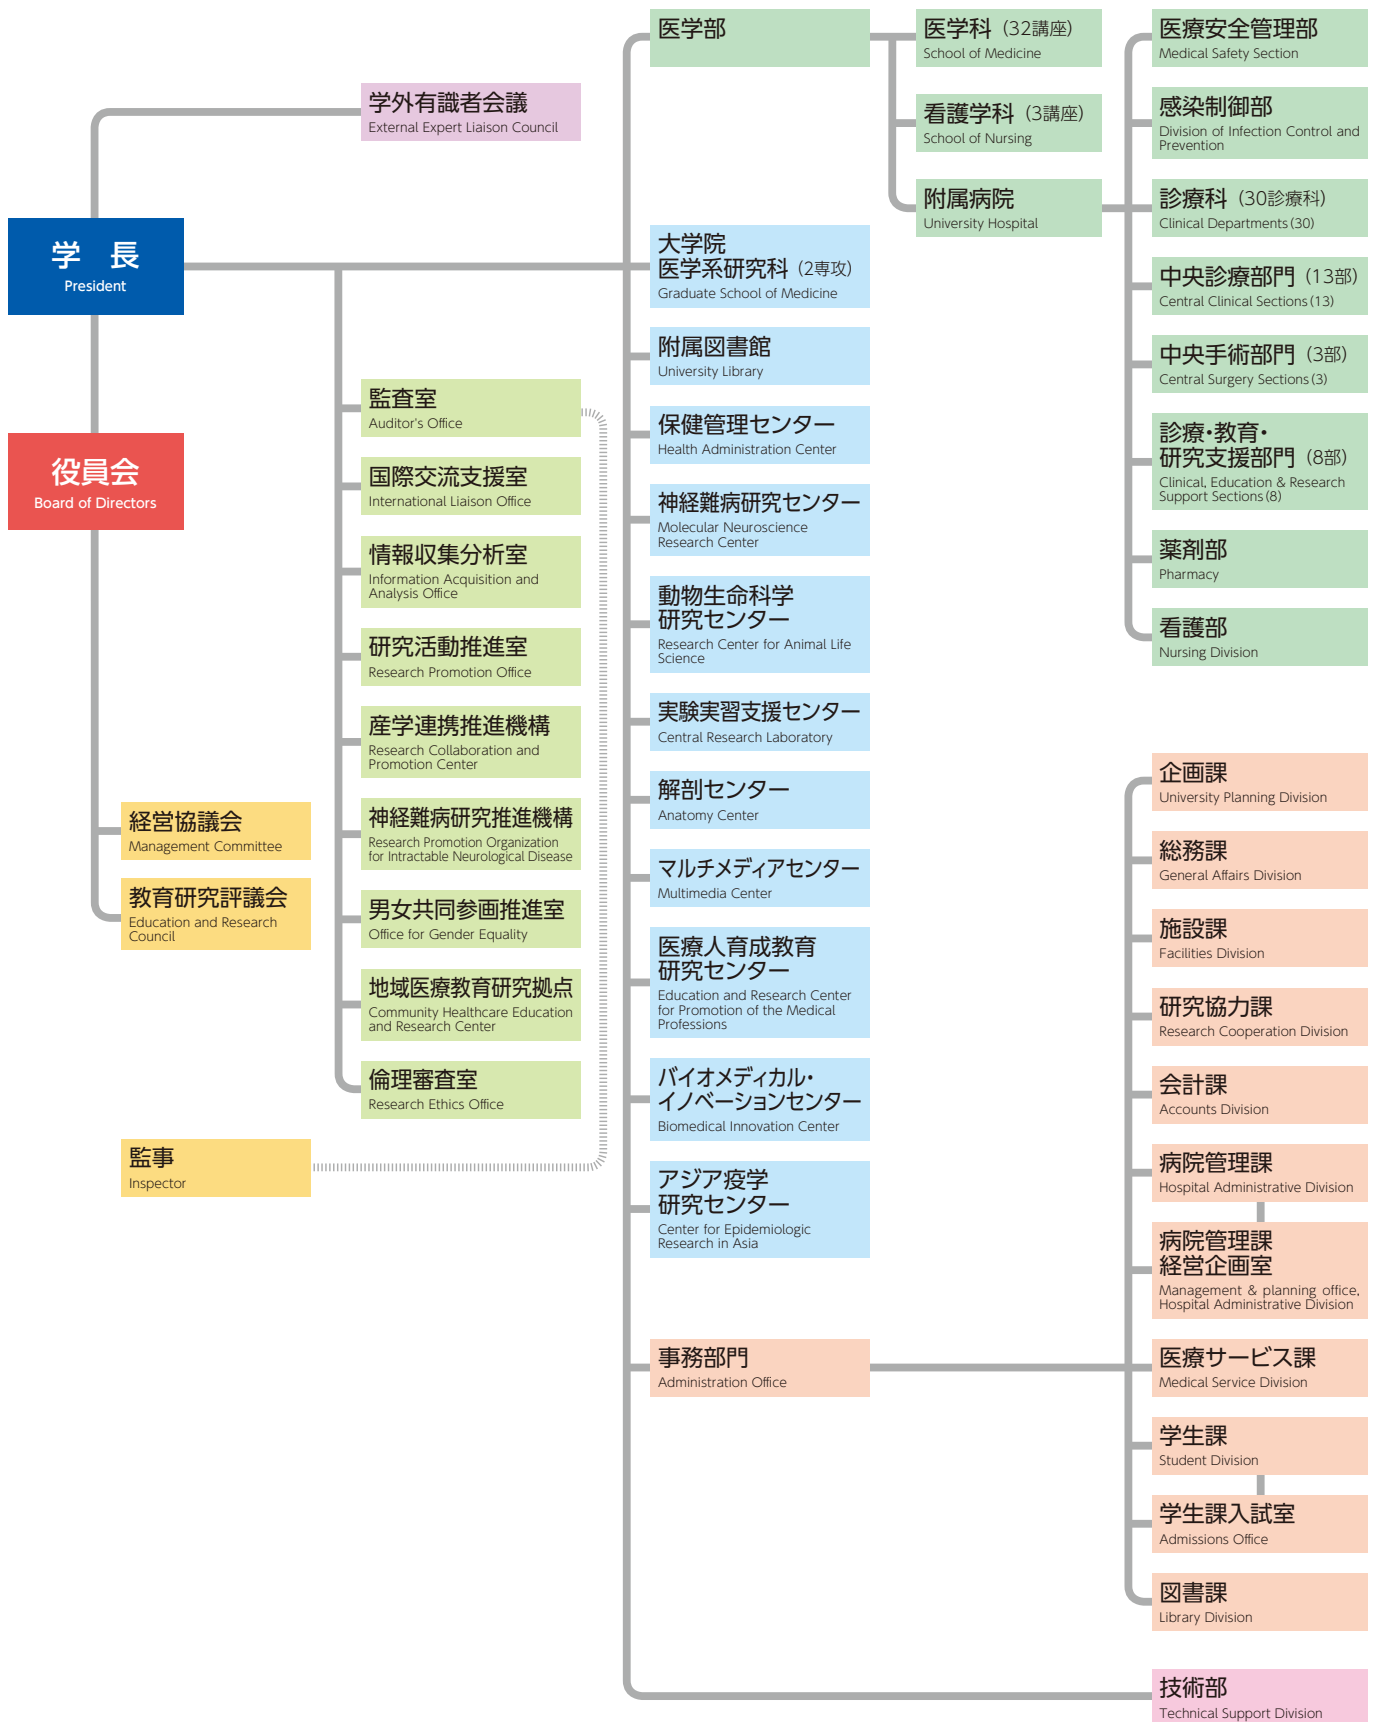 学外有識者会議
External Expert Liaison Council
学 長
President
役員会
Board of Directors
経営協議会
Management Committee
教育研究評議会
Education and Research
Council
監事
Inspector
監査室
Auditor's Office
国際交流支援室
International Liaison Office
情報収集分析室
Information Acquisition and
Analysis Office
研究活動推進室
Research Promotion Office
産学連携推進機構
Research Collaboration and
Promotion Center
神経難病研究推進機構
Research Promotion Organization
for Intractable Neurological Disease
男女共同参画推進室
Office for Gender Equality
地域医療教育研究拠点
Community Healthcare Education
and Research Center
倫理審査室
Research Ethics Office
医学部
大学院
医学系研究科（2専攻）
Graduate School of Medicine
附属図書館
University Library
保健管理センター
Health Administration Center
神経難病研究センター
Molecular Neuroscience
Research Center
動物生命科学
研究センター
Research Center for Animal Life
Science
実験実習支援センター
Central Research Laboratory
解剖センター
Anatomy Center
マルチメディアセンター
Multimedia Center
医療人育成教育
研究センター
Education and Research Center
for Promotion of the Medical
Professions
バイオメディカル・
イノベーションセンター
Biomedical Innovation Center
アジア疫学
研究センター
Center for Epidemiologic
Research in Asia
事務部門
Administration Office
医学科（32講座）
School of Medicine
看護学科（3講座）
School of Nursing
附属病院
University Hospital
医療安全管理部
Medical Safety Section
感染制御部
Division of Infection Control and
Prevention
診療科（30診療科）
Clinical Departments (30)
中央診療部門（13部）
Central Clinical Sections (13)
中央手術部門（3部）
Central Surgery Sections (3)
診療・教育・
研究支援部門（8部）
Clinical, Education & Research
Support Sections (8)
薬剤部
Pharmacy
看護部
Nursing Division
企画課
University Planning Division
総務課
General Affairs Division
施設課
Facilities Division
研究協力課
Research Cooperation Division
会計課
Accounts Division
病院管理課
Hospital Administrative Division
病院管理課
経営企画室
Management & planning office,
Hospital Administrative Division
医療サービス課
Medical Service Division
学生課
Student Division
学生課入試室
Admissions Office
図書課
Library Division
技術部
Technical Support Division